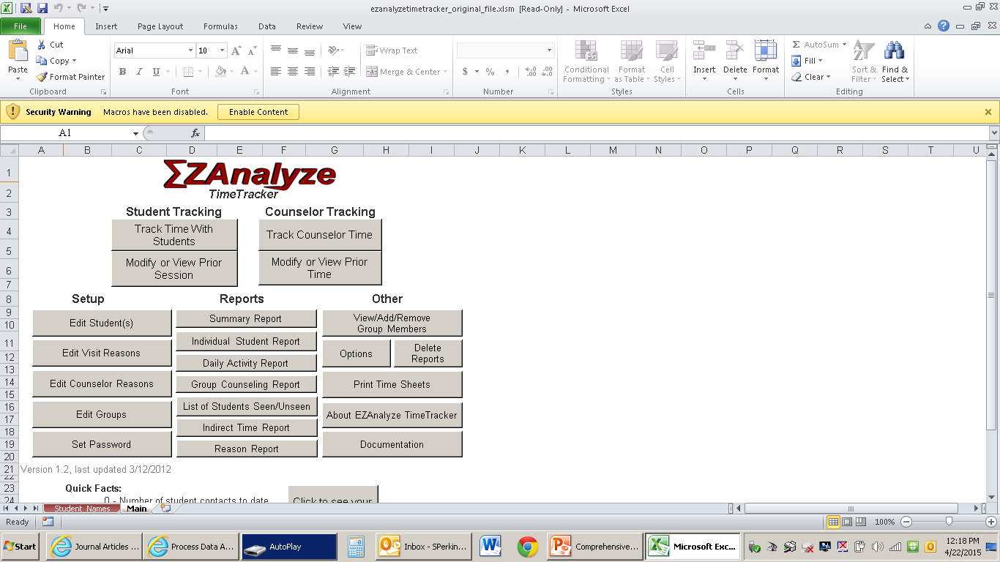 ezanalyzetimetracker_original_file.xlsm [Read-Only] - Microsoft Excel
File Home Insert Page Layout Formulas Data Review View
Paste
Cut
Copy
Format Painter
Clipboard
Arial 10
B I U
Font
Wrap Text
Merge & Center
Alignment
$ % ,
Number
Conditional Formatting
Format as Table
Cell Styles
Styles
Insert Delete Format
Cells
Σ AutoSum
Fill
Clear
Sort & Filter
Find & Select
Editing
Security Warning Macros have been disabled. Enable Content
A1 fx
A B C D E F G H I J K L M N O P Q R S T U
1
2
3
4
5
6
7
8
9
10
11
12
13
14
15
16
17
18
19
20
21
22
23
24
ΣZAnalyze
TimeTracker
Student Tracking Counselor Tracking
Track Time With
Students
Track Counselor Time
Modify or View Prior
Session
Modify or View Prior
Time
Setup Reports Other
Edit Student(s)
Edit Visit Reasons
Edit Counselor Reasons
Edit Groups
Set Password
Summary Report
Individual Student Report
Daily Activity Report
Group Counseling Report
List of Students Seen/Unseen
Indirect Time Report
Reason Report
View/Add/Remove
Group Members
Options
Delete
Reports
Print Time Sheets
About EZAnalyze TimeTracker
Documentation
Version 1.2, last updated 3/12/2012
Quick Facts:
0 - Number of student contacts to date
Click to see your
Student Names Main
Ready 100%
Start Journal Articles ... Process Data A... AutoPlay Inbox - SPerkin... Comprehensive... Microsoft Exc... 12:18 PM
4/22/2015